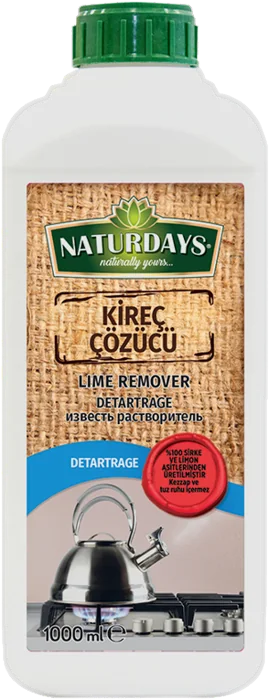 NATURDAYS®
naturally yours...
KİREÇ
ÇÖZÜCÜ
LIME REMOVER
DETARTRAGE
известь растворитель
DETARTRAGE
%100 SİRKE
VE LİMON
ASİTLERİNDEN
ÜRETİLMİŞTİR
Kezzap ve
tuz ruhu içermez
1000 ml ℮